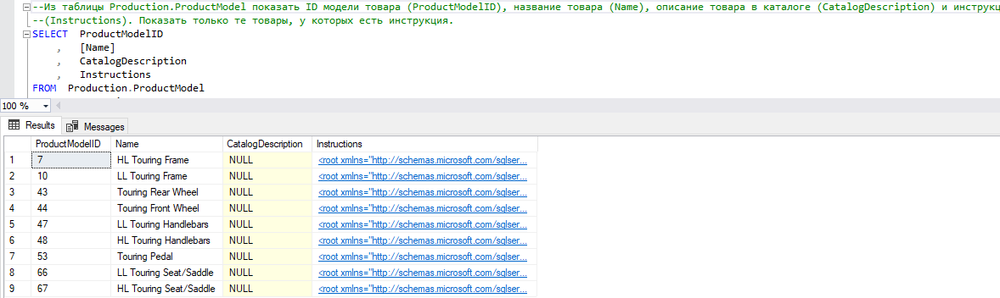 --Из таблицы Production.ProductModel показать ID модели товара (ProductModelID), название товара (Name), описание товара в каталоге (CatalogDescription) и
--(Instructions). Показать только те товары, у которых есть инструкция.
SELECT ProductModelID
, [Name]
, CatalogDescription
, Instructions
FROM Production.ProductModel
100 %
Results Messages
ProductModelID Name CatalogDescription Instructions
1 7 HL Touring Frame NULL <root xmlns="http://schemas.microsoft.com/sqlser...
2 10 LL Touring Frame NULL <root xmlns="http://schemas.microsoft.com/sqlser...
3 43 Touring Rear Wheel NULL <root xmlns="http://schemas.microsoft.com/sqlser...
4 44 Touring Front Wheel NULL <root xmlns="http://schemas.microsoft.com/sqlser...
5 47 LL Touring Handlebars NULL <root xmlns="http://schemas.microsoft.com/sqlser...
6 48 HL Touring Handlebars NULL <root xmlns="http://schemas.microsoft.com/sqlser...
7 53 Touring Pedal NULL <root xmlns="http://schemas.microsoft.com/sqlser...
8 66 LL Touring Seat/Saddle NULL <root xmlns="http://schemas.microsoft.com/sqlser...
9 67 HL Touring Seat/Saddle NULL <root xmlns="http://schemas.microsoft.com/sqlser...